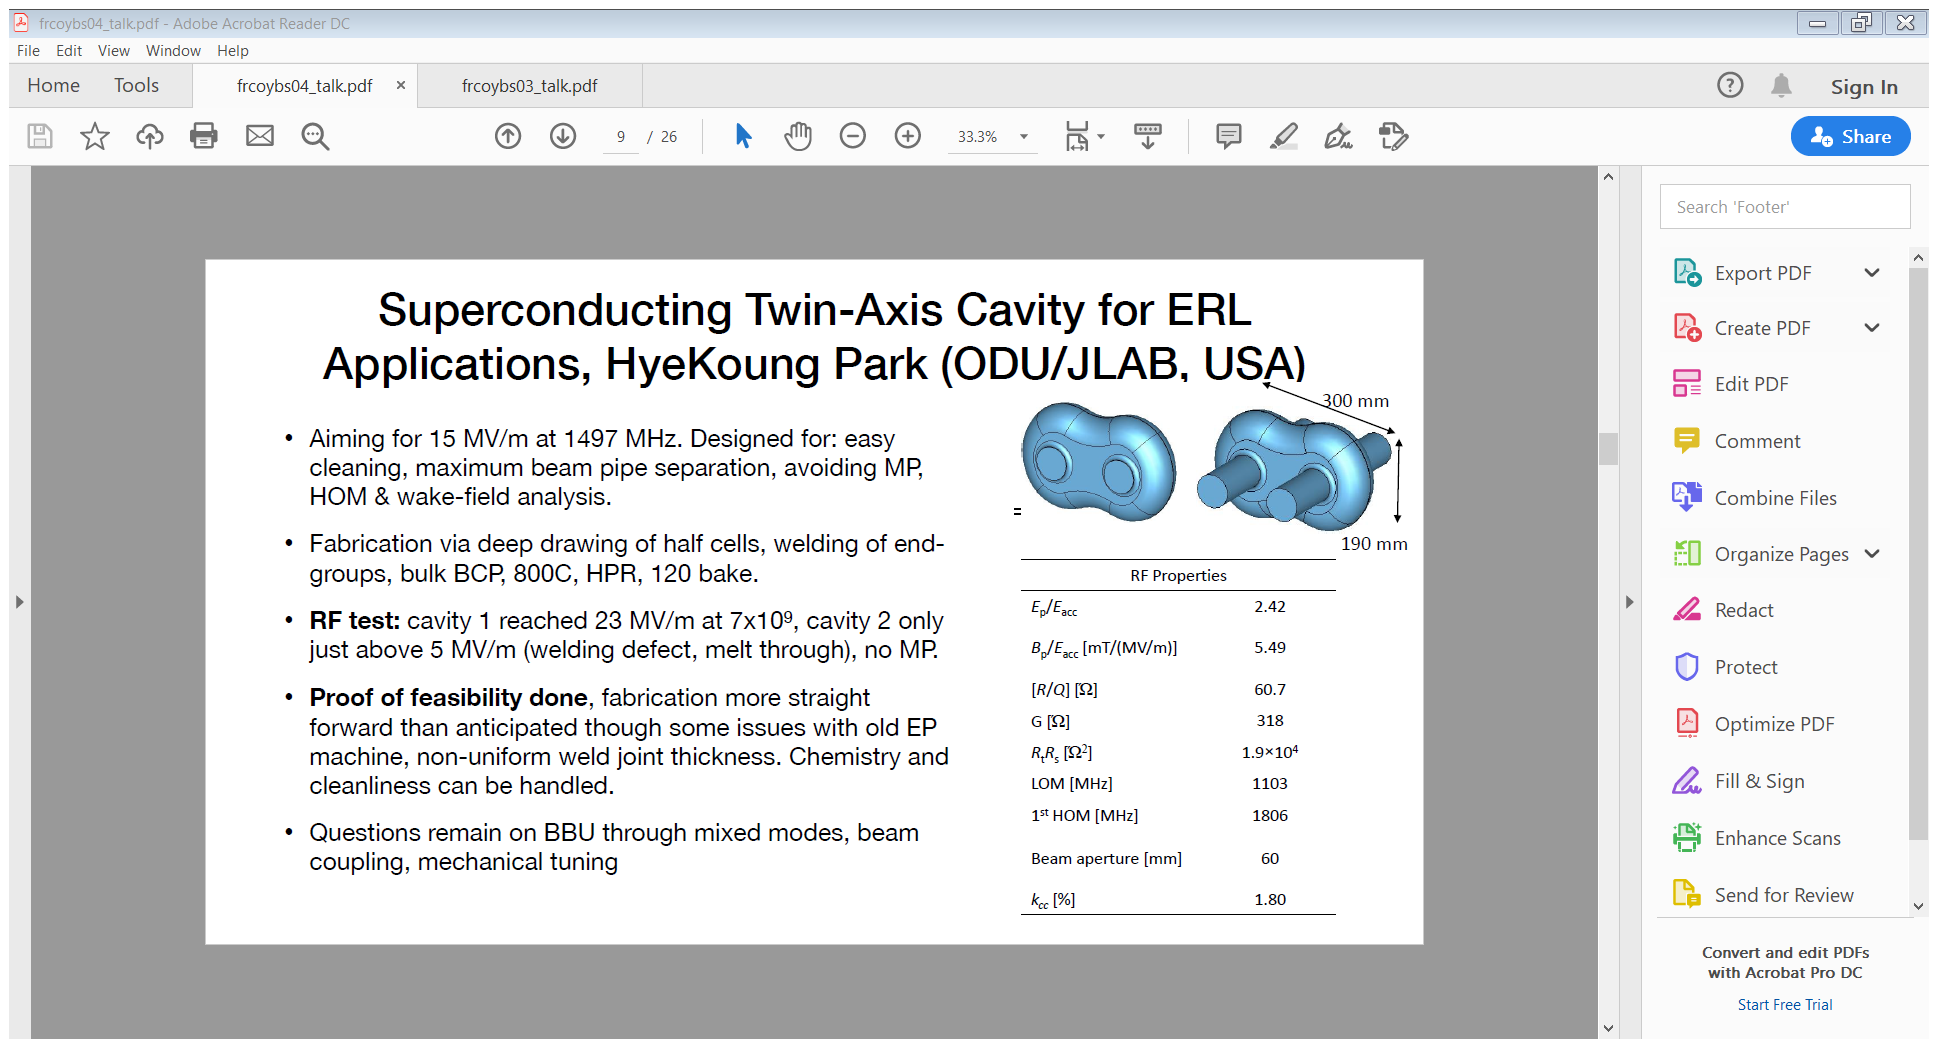 frcoybs04_talk.pdf - Adobe Acrobat Reader DC
File Edit View Window Help
Home Tools frcoybs04_talk.pdf × frcoybs03_talk.pdf Sign In
9 / 26 33.3% Share
Superconducting Twin-Axis Cavity for ERL
Applications, HyeKoung Park (ODU/JLAB, USA)
• Aiming for 15 MV/m at 1497 MHz. Designed for: easy
cleaning, maximum beam pipe separation, avoiding MP,
HOM & wake-field analysis.
• Fabrication via deep drawing of half cells, welding of end-
groups, bulk BCP, 800C, HPR, 120 bake.
• RF test: cavity 1 reached 23 MV/m at 7x10⁹, cavity 2 only
just above 5 MV/m (welding defect, melt through), no MP.
• Proof of feasibility done, fabrication more straight
forward than anticipated though some issues with old EP
machine, non-uniform weld joint thickness. Chemistry and
cleanliness can be handled.
• Questions remain on BBU through mixed modes, beam
coupling, mechanical tuning
300 mm
=
190 mm
RF Properties
Ep/Eacc 2.42
Bp/Eacc [mT/(MV/m)] 5.49
[R/Q] [Ω] 60.7
G [Ω] 318
RtRs [Ω²] 1.9×10⁴
LOM [MHz] 1103
1st HOM [MHz] 1806
Beam aperture [mm] 60
kcc [%] 1.80
Search 'Footer'
Export PDF
Create PDF
Edit PDF
Comment
Combine Files
Organize Pages
Redact
Protect
Optimize PDF
Fill & Sign
Enhance Scans
Send for Review
Convert and edit PDFs
with Acrobat Pro DC
Start Free Trial